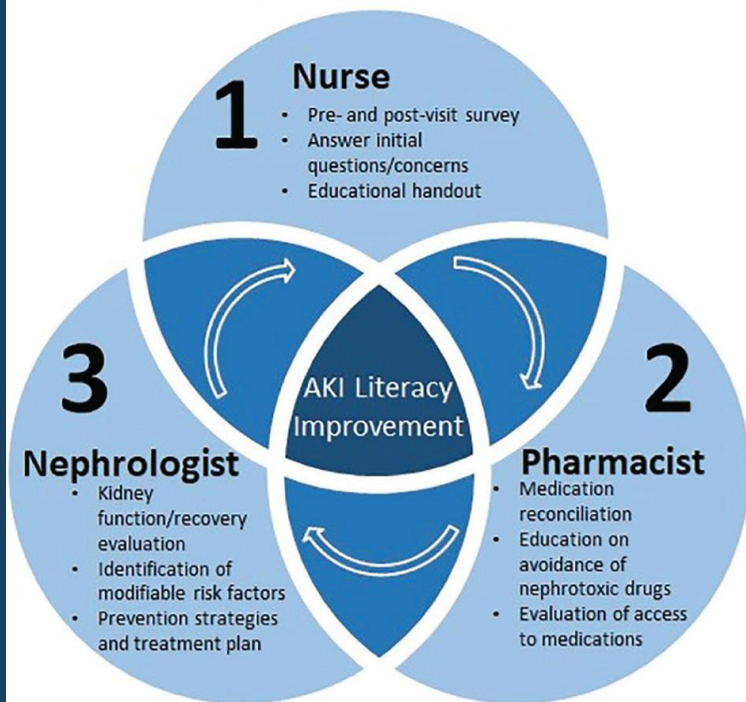 1
Nurse
• Pre- and post-visit survey
• Answer initial
questions/concerns
• Educational handout
2
Pharmacist
• Medication
reconciliation
• Education on
avoidance of
nephrotoxic drugs
• Evaluation of access
to medications
3
Nephrologist
• Kidney
function/recovery
evaluation
• Identification of
modifiable risk factors
• Prevention strategies
and treatment plan
AKI Literacy
Improvement